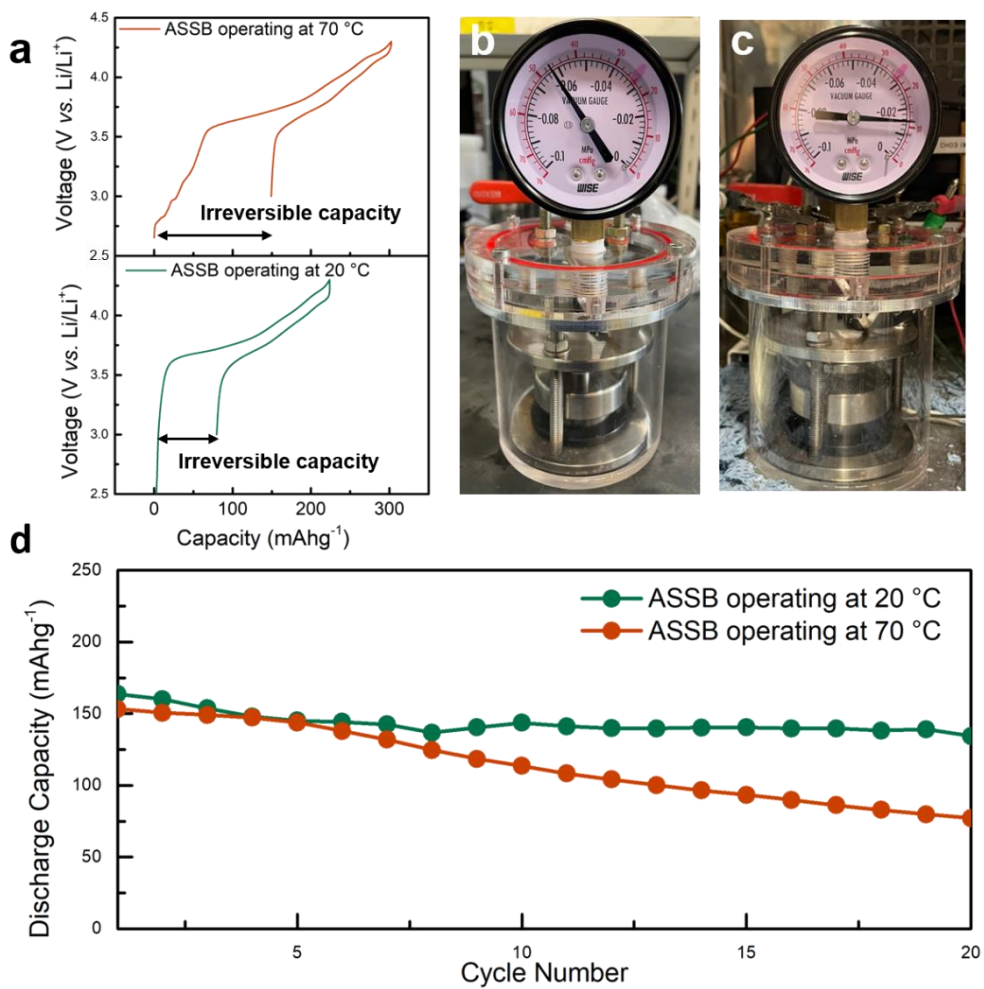 a
4.5
ASSB operating at 70 °C
4.0
3.5
3.0
2.5
Irreversible capacity
Voltage (V vs. Li/Li⁺)
ASSB operating at 20 °C
4.0
3.5
3.0
2.5
Irreversible capacity
Voltage (V vs. Li/Li⁺)
0 100 200 300
Capacity (mAhg⁻¹)
b
-0.06 -0.04
VACUUM GAUGE
-0.08 -0.02
MPa
-0.1 cmHg 0
WISE
c
-0.06 -0.04
VACUUM GAUGE
-0.02
MPa
-0.1 cmHg 0
WISE
d
250
200
150
100
50
0
Discharge Capacity (mAhg⁻¹)
ASSB operating at 20 °C
ASSB operating at 70 °C
5 10 15 20
Cycle Number